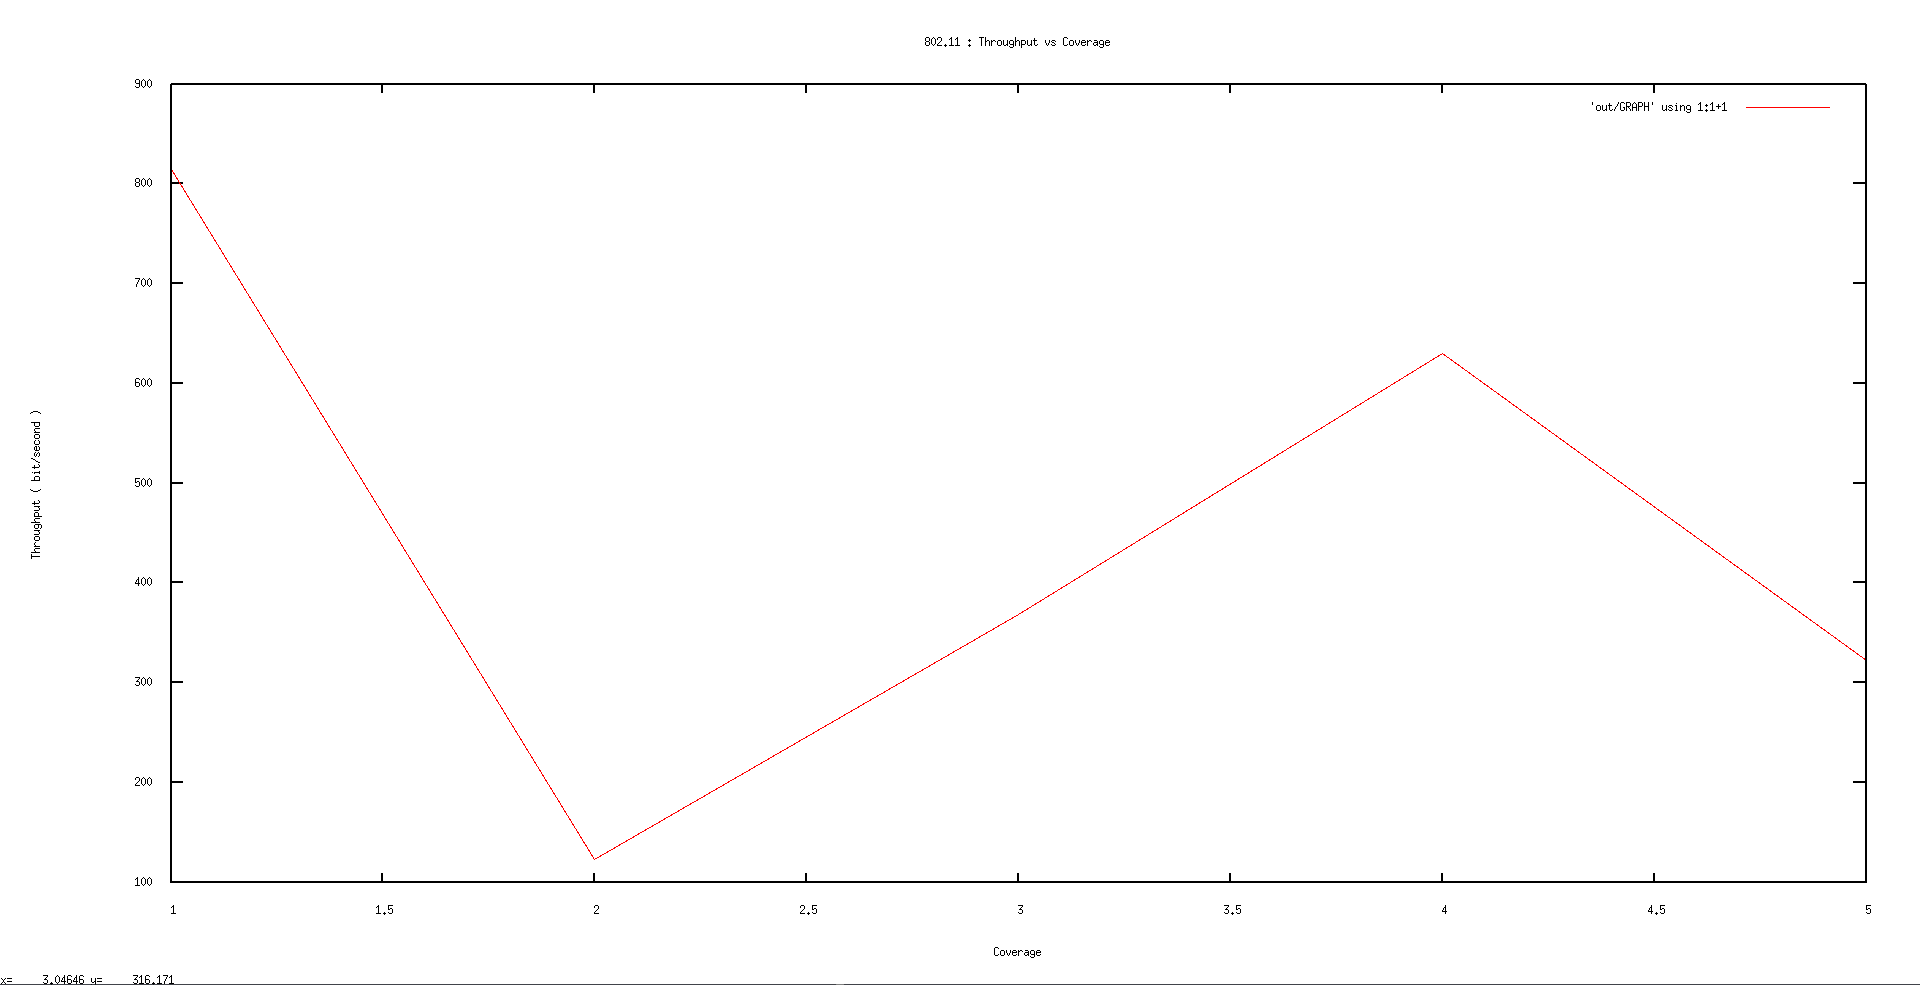 802.11 : Throughput vs Coverage
900
'out/GRAPH' using 1:1+1
800
700
600
Throughput ( bit/second )
500
400
300
200
100
1 1.5 2 2.5 3 3.5 4 4.5 5
Coverage
x= 3.04646 y= 316.171